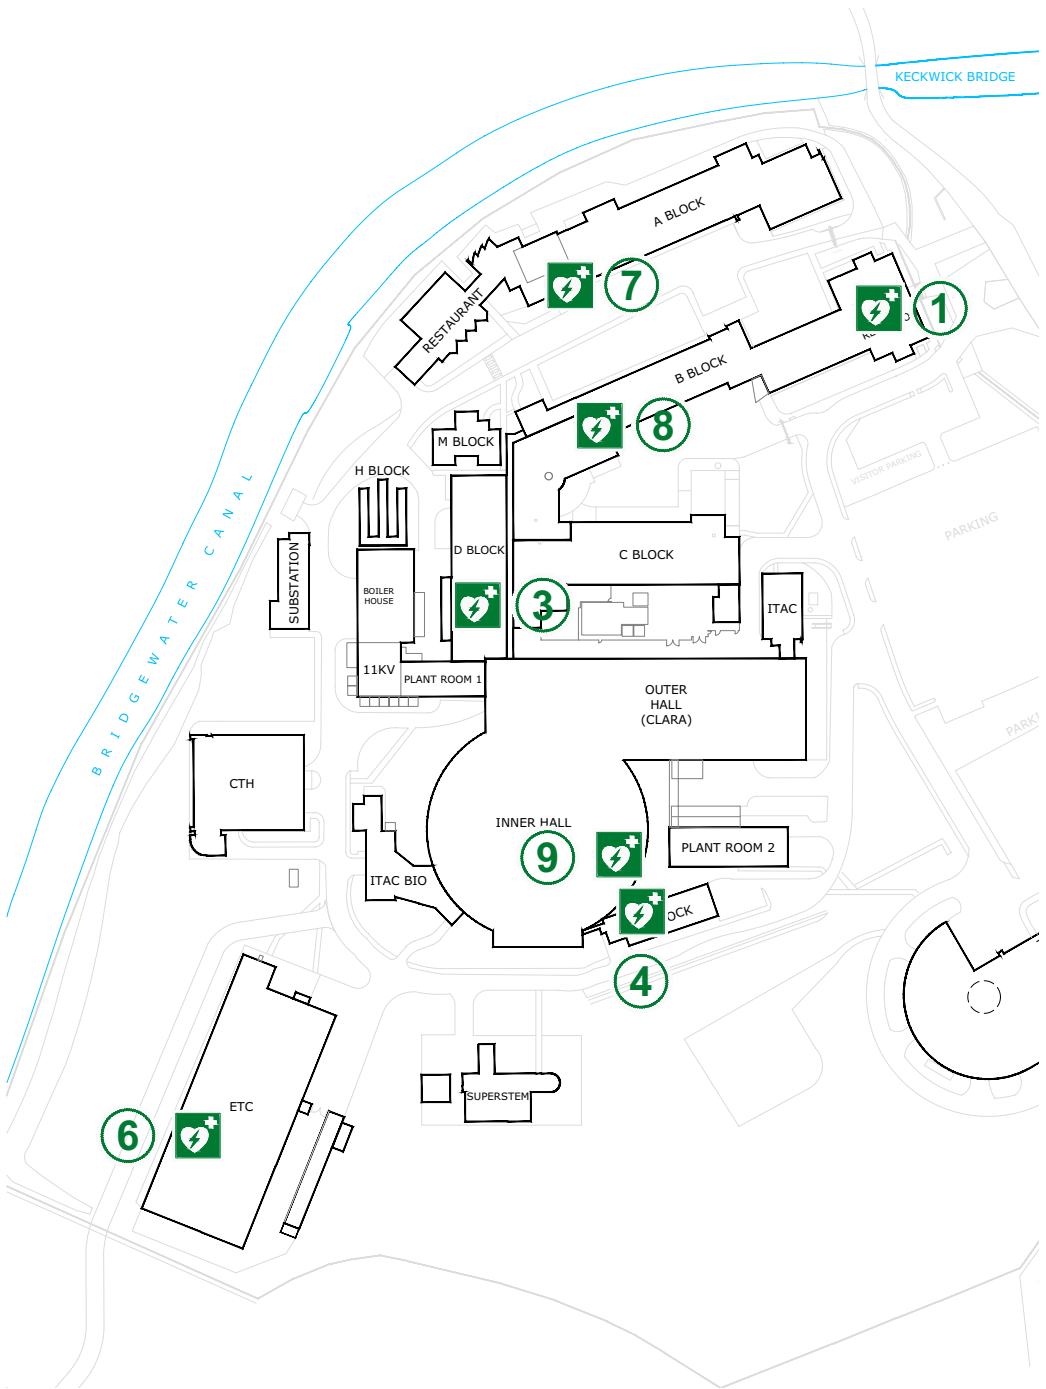 KECKWICK BRIDGE
A BLOCK
7
1
RESTAURANT
B BLOCK
8
M BLOCK
VISITOR PARKING
H BLOCK
PARKING
BRIDGEWATER CANAL
SUBSTATION
D BLOCK
C BLOCK
BOILER
HOUSE
3
ITAC
11KV
PLANT ROOM 1
OUTER
HALL
(CLARA)
CTH
INNER HALL
9
PLANT ROOM 2
ITAC BIO
4
SUPERSTEM
ETC
6